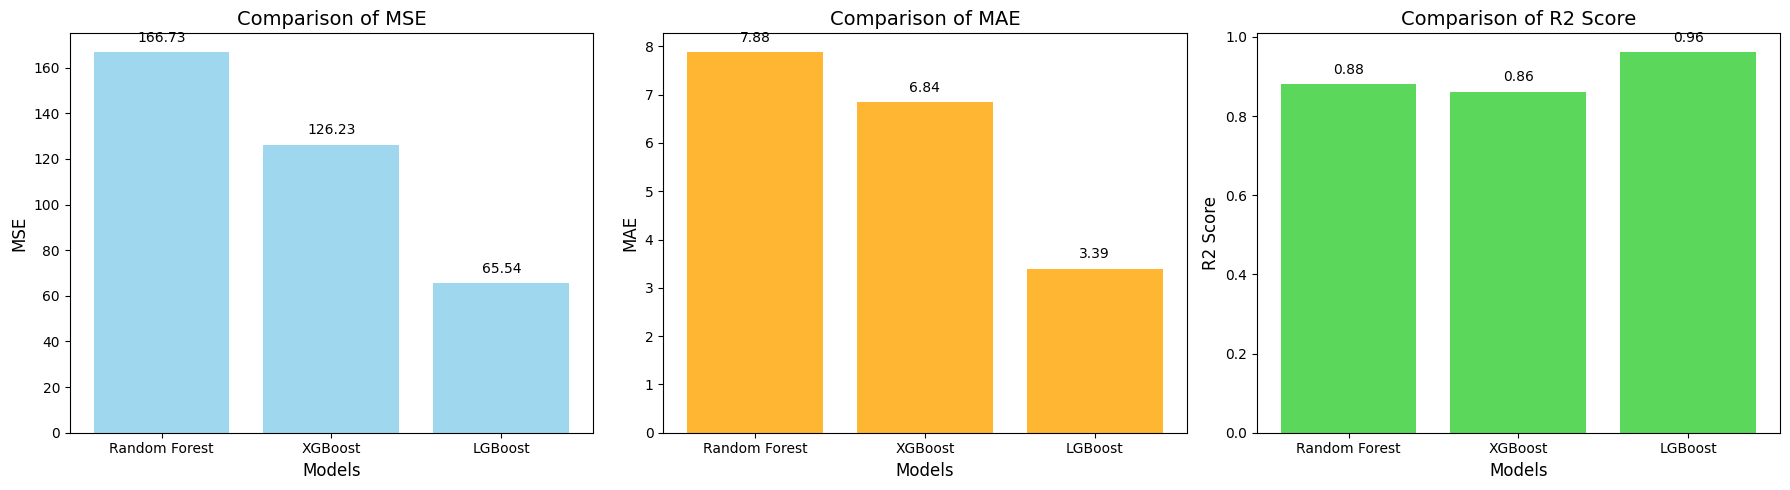 Comparison of MSE
166.73
126.23
65.54
160
140
120
100
80
60
40
20
0
MSE
Random Forest
XGBoost
LGBoost
Models
Comparison of MAE
7.88
6.84
3.39
8
7
6
5
4
3
2
1
0
MAE
Random Forest
XGBoost
LGBoost
Models
Comparison of R2 Score
0.88
0.86
0.96
1.0
0.8
0.6
0.4
0.2
0.0
R2 Score
Random Forest
XGBoost
LGBoost
Models